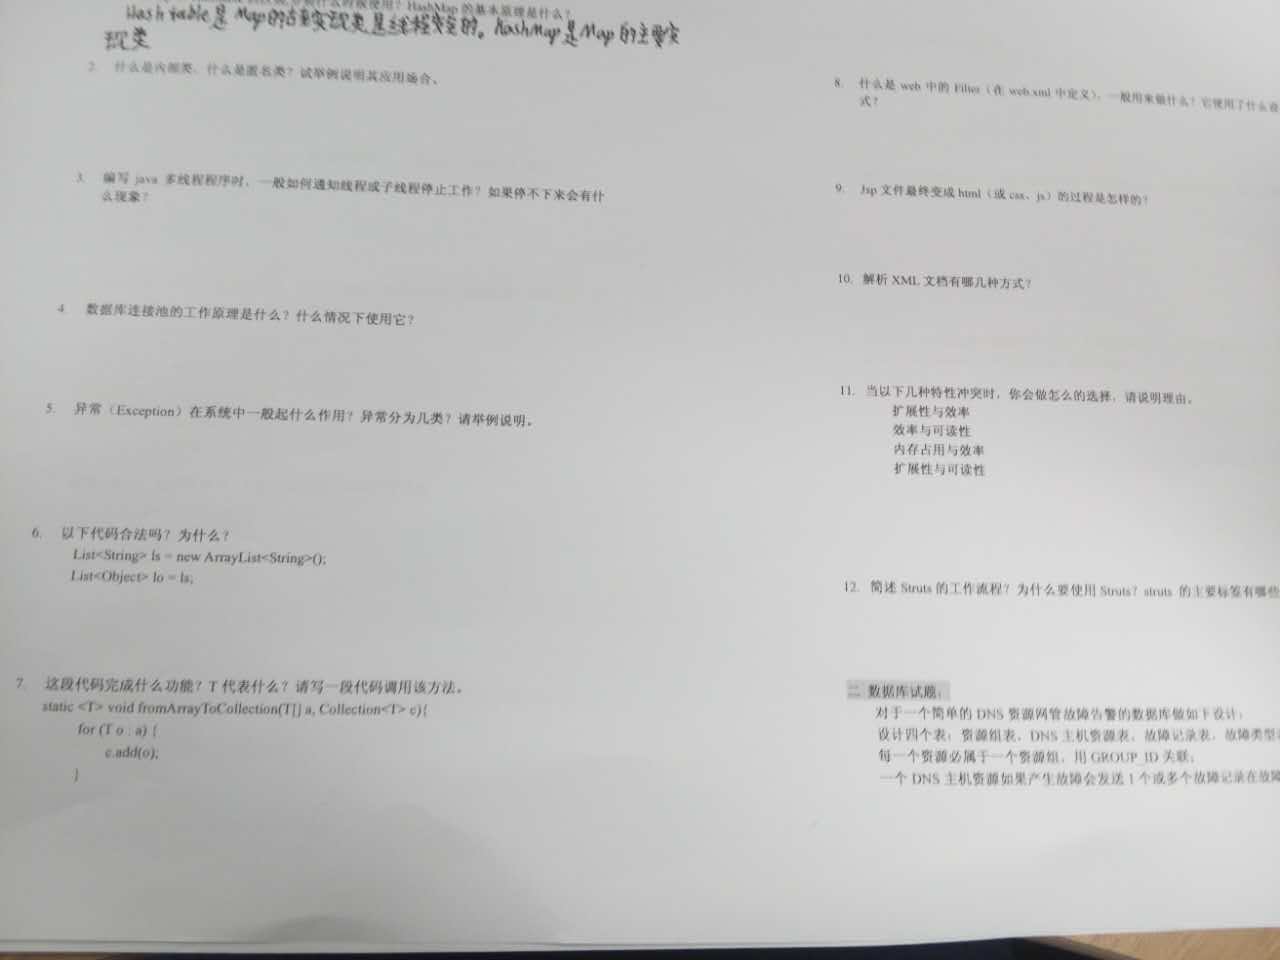 什么时候使用？HashMap 的基本原理是什么？
Hash table是 Map的古老实现类是线程安全的。HashMap是Map的主要实
现类
2. 什么是内部类、什么是匿名类？试举例说明其应用场合。
3. 编写 java 多线程程序时，一般如何通知线程或子线程停止工作？如果停不下来会有什
么现象？
4. 数据库连接池的工作原理是什么？什么情况下使用它？
5. 异常（Exception）在系统中一般起什么作用？异常分为几类？请举例说明。
6. 以下代码合法吗？为什么？
List<String> ls = new ArrayList<String>();
List<Object> lo = ls;
7. 这段代码完成什么功能？T 代表什么？请写一段代码调用该方法。
static <T> void fromArrayToCollection(T[] a, Collection<T> c){
for (T o : a) {
c.add(o);
}
8. 什么是 web 中的 Filter（在 web.xml 中定义），一般用来做什么？它使用了什么设
式？
9. Jsp 文件最终变成 html（或 css、js）的过程是怎样的？
10. 解析 XML 文档有哪几种方式？
11. 当以下几种特性冲突时，你会做怎么的选择，请说明理由。
扩展性与效率
效率与可读性
内存占用与效率
扩展性与可读性
12. 简述 Struts 的工作流程？为什么要使用 Struts？struts 的主要标签有哪些
二 数据库试题：
对于一个简单的 DNS 资源网管故障告警的数据库做如下设计：
设计四个表：资源组表、DNS 主机资源表、故障记录表、故障类型
每一个资源必属于一个资源组，用 GROUP_ID 关联；
一个 DNS 主机资源如果产生故障会发送 1 个或多个故障记录在故障